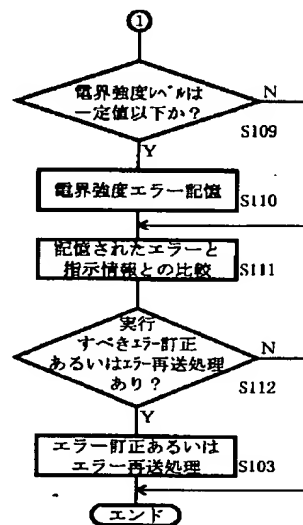 ①
電界強度レベルは
一定値以下か？
N
S109
Y
電界強度エラー記憶
S110
記憶されたエラーと
指示情報との比較
S111
実行
すべきエラー訂正
あるいはエラー再送処理
あり？
N
S112
Y
エラー訂正あるいは
エラー再送処理
S103
エンド